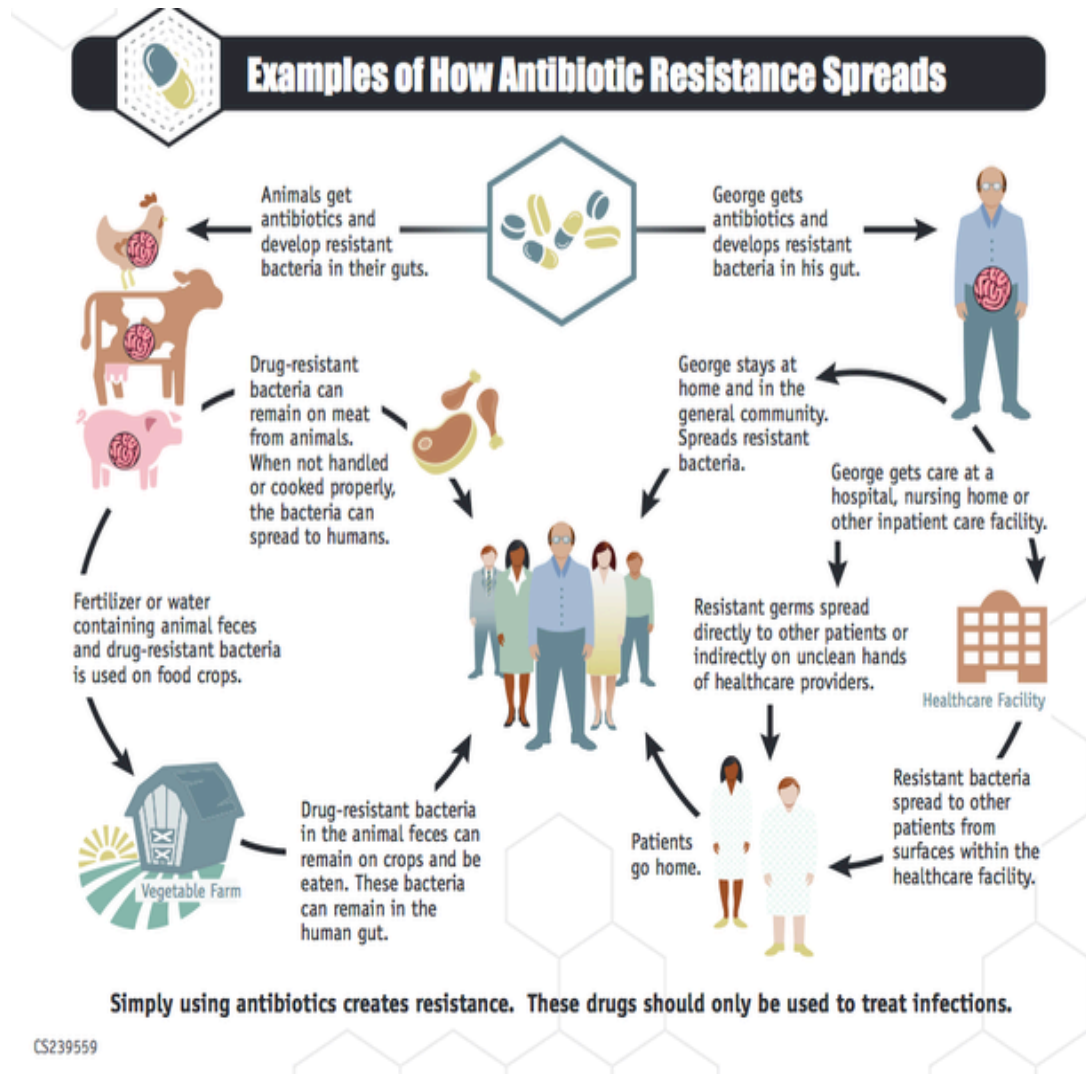 Examples of How Antibiotic Resistance Spreads
Animals get
antibiotics and
develop resistant
bacteria in their guts.
George gets
antibiotics and
develops resistant
bacteria in his gut.
Drug-resistant
bacteria can
remain on meat
from animals.
When not handled
or cooked properly,
the bacteria can
spread to humans.
George stays at
home and in the
general community.
Spreads resistant
bacteria.
George gets care at a
hospital, nursing home or
other inpatient care facility.
Fertilizer or water
containing animal feces
and drug-resistant bacteria
is used on food crops.
Resistant germs spread
directly to other patients or
indirectly on unclean hands
of healthcare providers.
Healthcare Facility
Vegetable Farm
Drug-resistant bacteria
in the animal feces can
remain on crops and be
eaten. These bacteria
can remain in the
human gut.
Patients
go home.
Resistant bacteria
spread to other
patients from
surfaces within the
healthcare facility.
Simply using antibiotics creates resistance. These drugs should only be used to treat infections.
CS239559